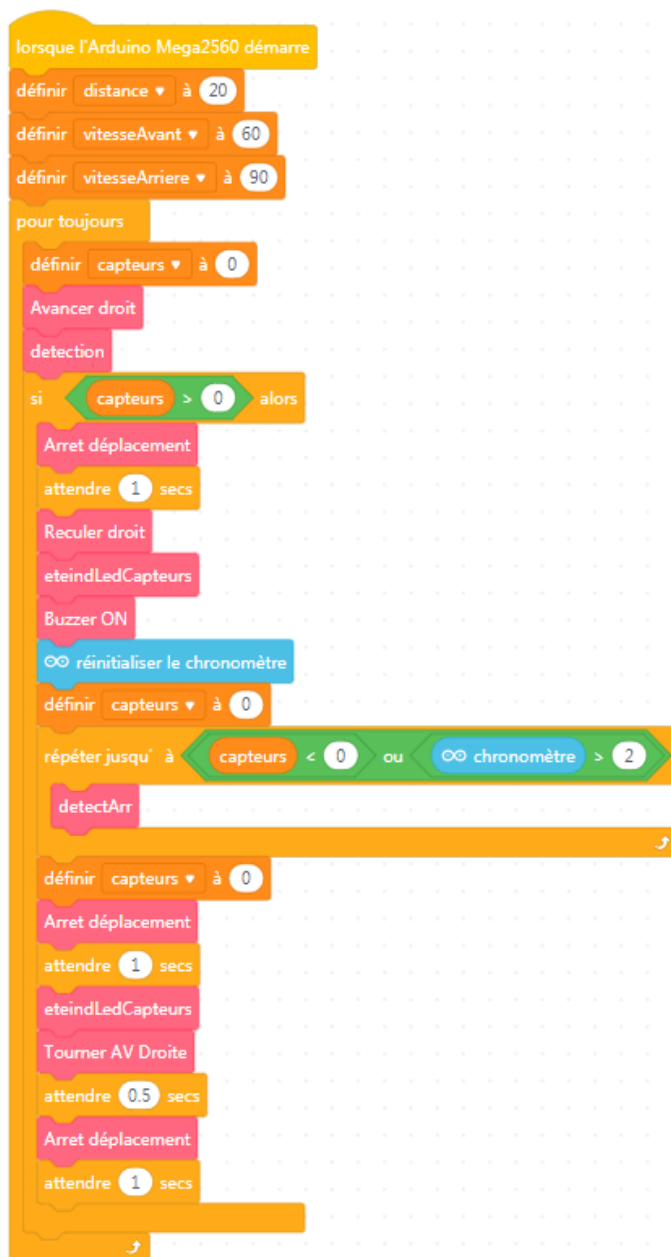 lorsque l'Arduino Mega2560 démarre
définir distance à 20
définir vitesseAvant à 60
définir vitesseArriere à 90
pour toujours
définir capteurs à 0
Avancer droit
detection
si capteurs > 0 alors
Arret déplacement
attendre 1 secs
Reculer droit
eteindLedCapteurs
Buzzer ON
réinitialiser le chronomètre
définir capteurs à 0
répéter jusqu' à capteurs < 0 ou chronomètre > 2
detectArr
définir capteurs à 0
Arret déplacement
attendre 1 secs
eteindLedCapteurs
Tourner AV Droite
attendre 0.5 secs
Arret déplacement
attendre 1 secs